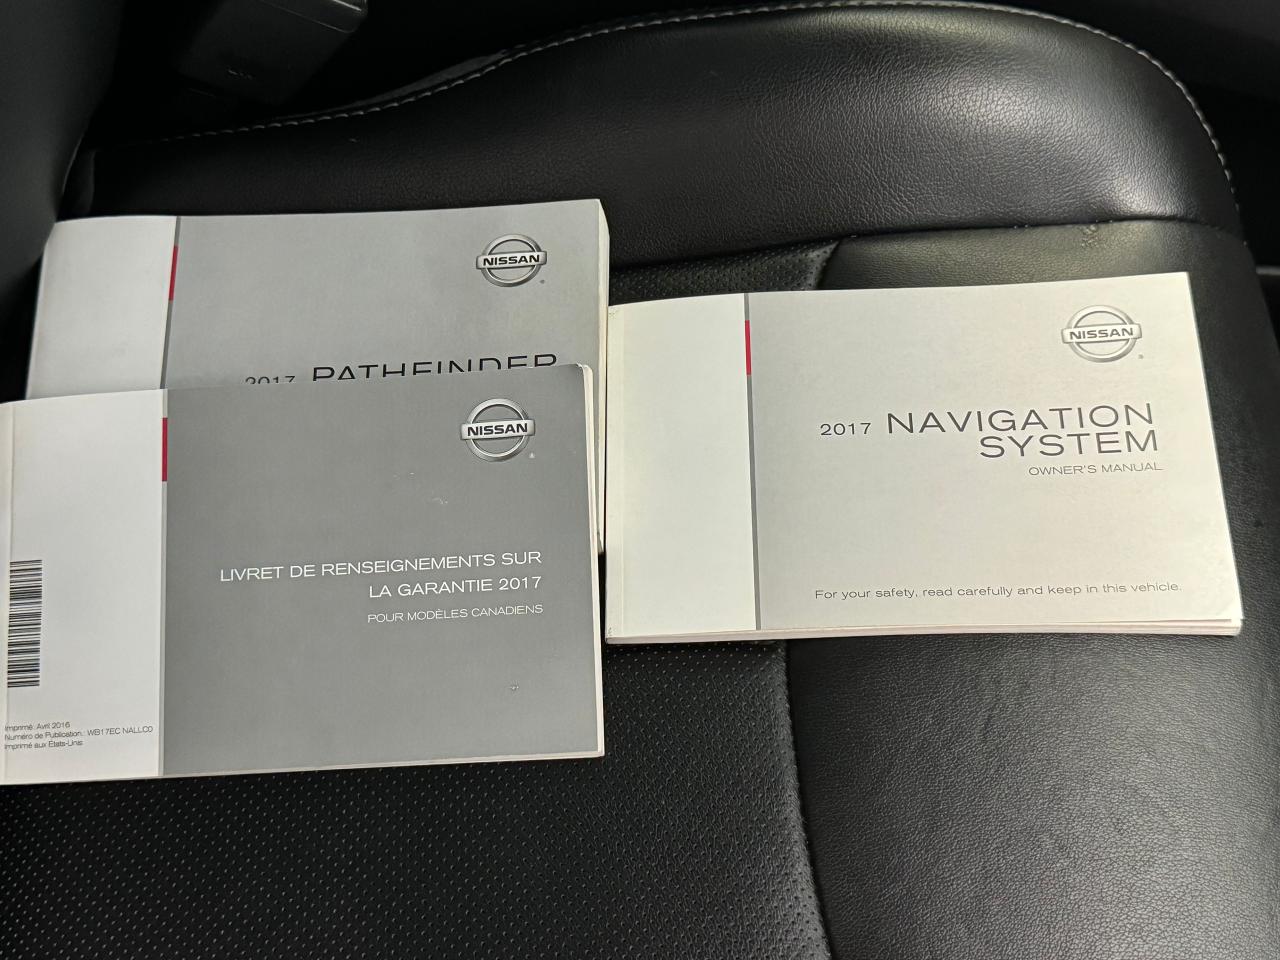 NISSAN
2017 PATHFINDER
NISSAN
LIVRET DE RENSEIGNEMENTS SUR
LA GARANTIE 2017
POUR MODÈLES CANADIENS
Imprimé: Avril 2016
Numéro de Publication.: WB17EC NALLC0
Imprimé aux États-Unis
NISSAN
2017 NAVIGATION
SYSTEM
OWNER'S MANUAL
For your safety, read carefully and keep in this vehicle.